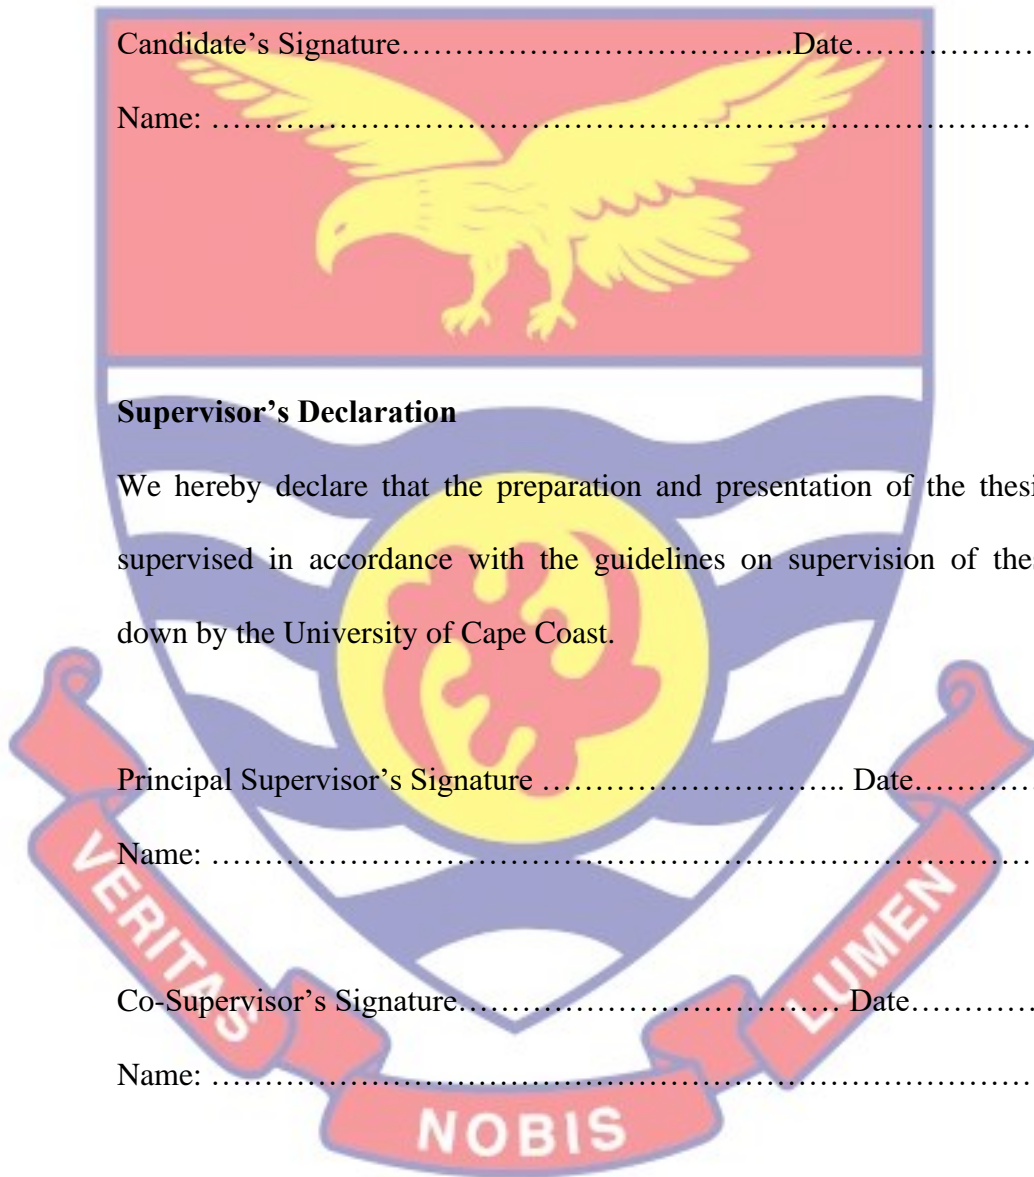 Candidate's Signature……………………………….Date………………
Name: ……………………………………………………………………
Supervisor's Declaration
We hereby declare that the preparation and presentation of the thesi
supervised in accordance with the guidelines on supervision of thes
down by the University of Cape Coast.
Principal Supervisor's Signature ……………………….. Date…………
Name: ……………………………………………………………………
Co-Supervisor's Signature……………………………… Date…………
Name: ……………………………………………………………………
VERITAS
NOBIS
LUMEN